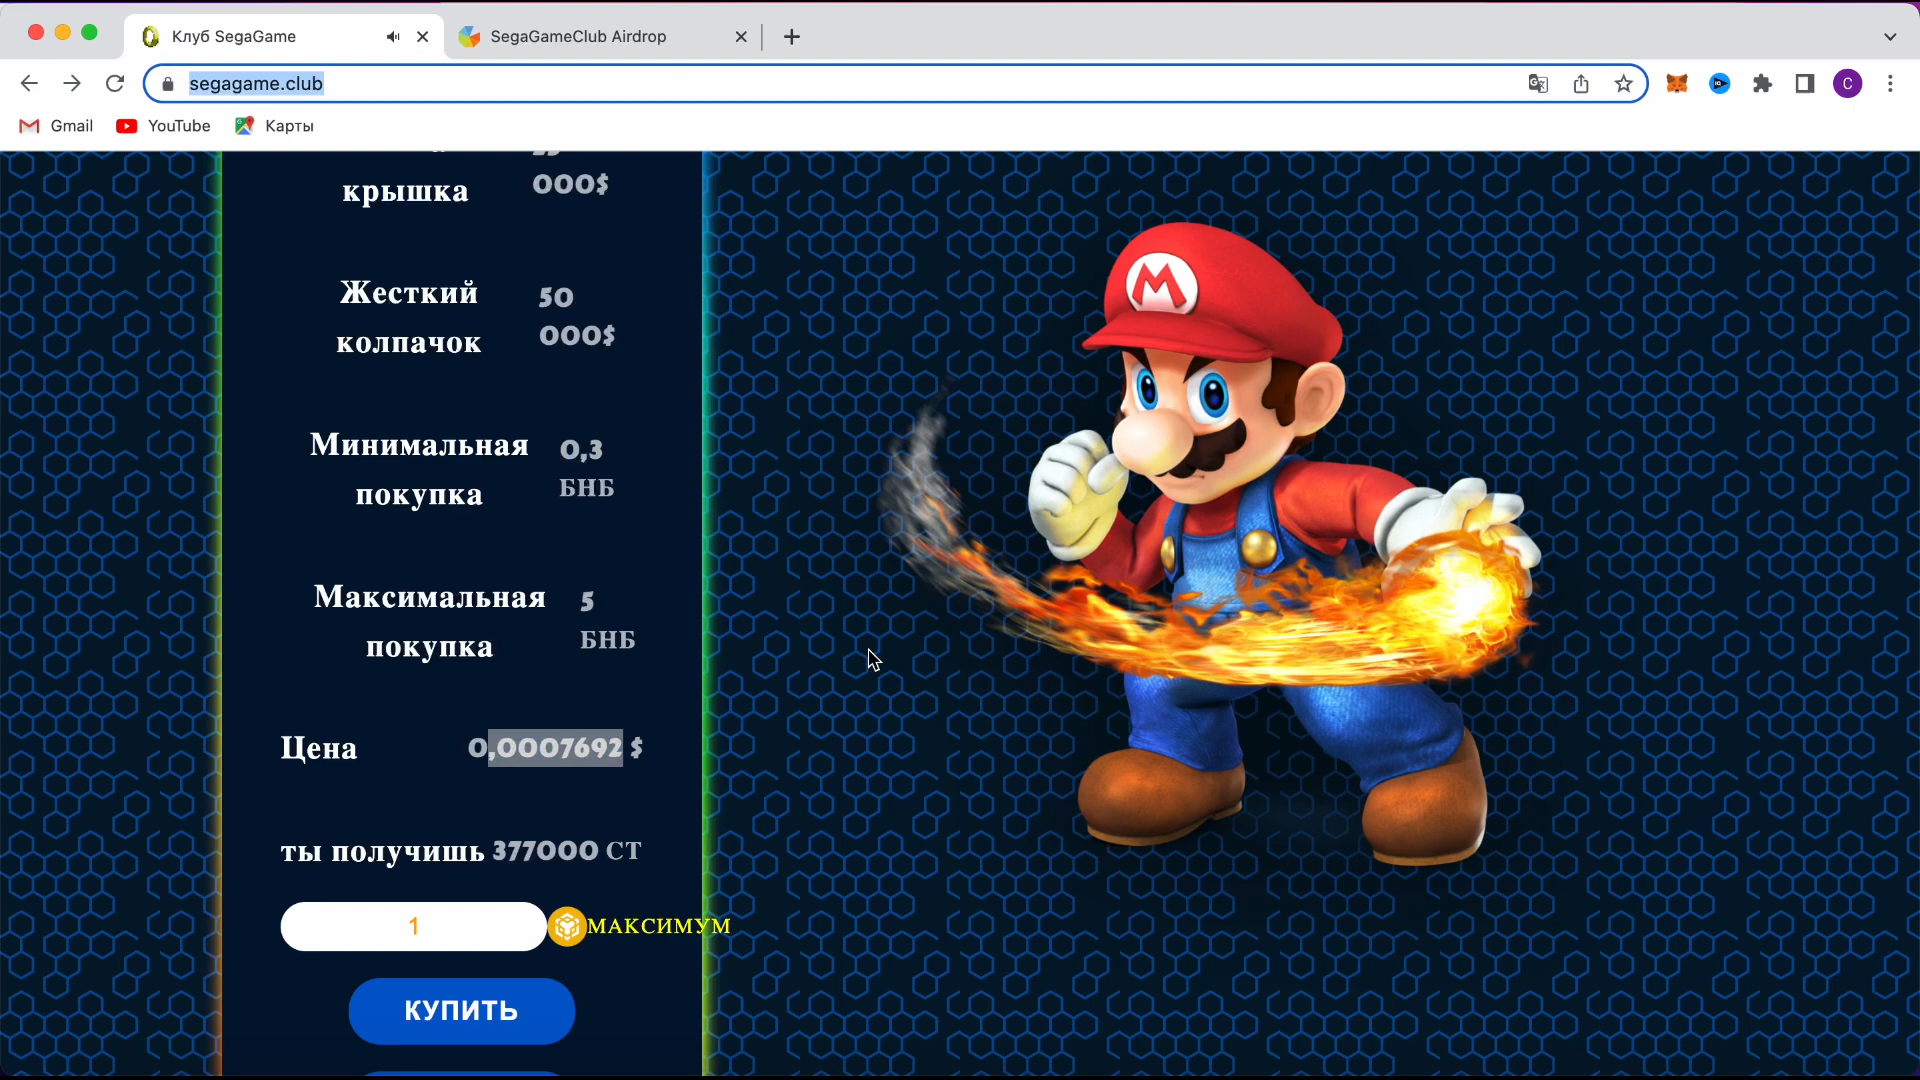 Клуб SegaGame
SegaGameClub Airdrop
segagame.club
C
Gmail
YouTube
Карты
крышка
000$
Жесткий
колпачок
50
000$
Минимальная
покупка
0,3
БНБ
Максимальная
покупка
5
БНБ
Цена 0,0007692 $
ты получишь 377000 СТ
1 МАКСИМУМ
КУПИТЬ
M